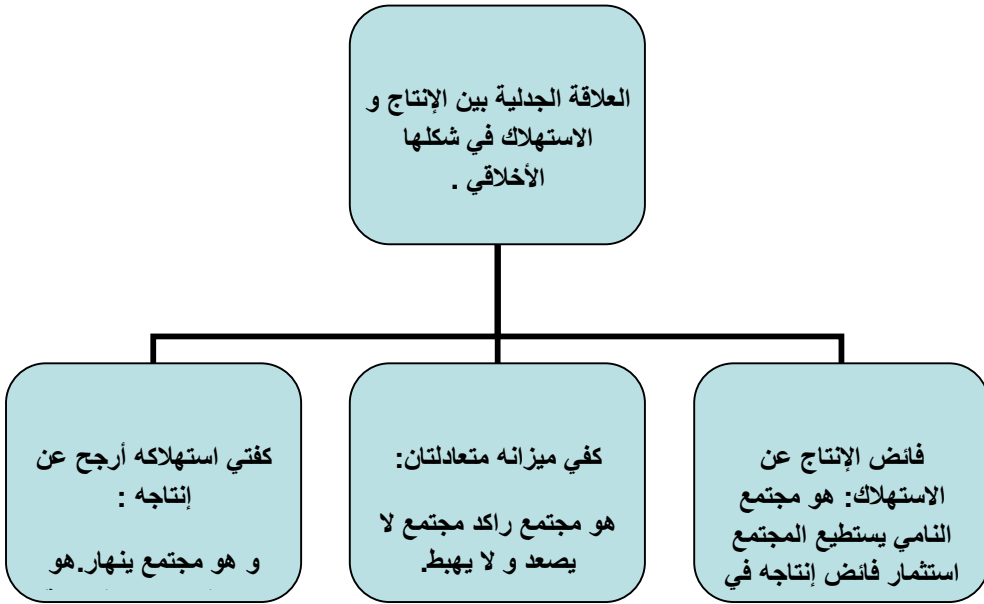 العلاقة الجدلية بين الإنتاج و
الاستهلاك في شكلها
الأخلاقي .
فائض الإنتاج عن
الاستهلاك: هو مجتمع
النامي يستطيع المجتمع
استثمار فائض إنتاجه في
كفي ميزانه متعادلتان:
هو مجتمع راكد مجتمع لا
يصعد و لا يهبط.
كفتي استهلاكه أرجح عن
إنتاجه :
و هو مجتمع ينهار.هو